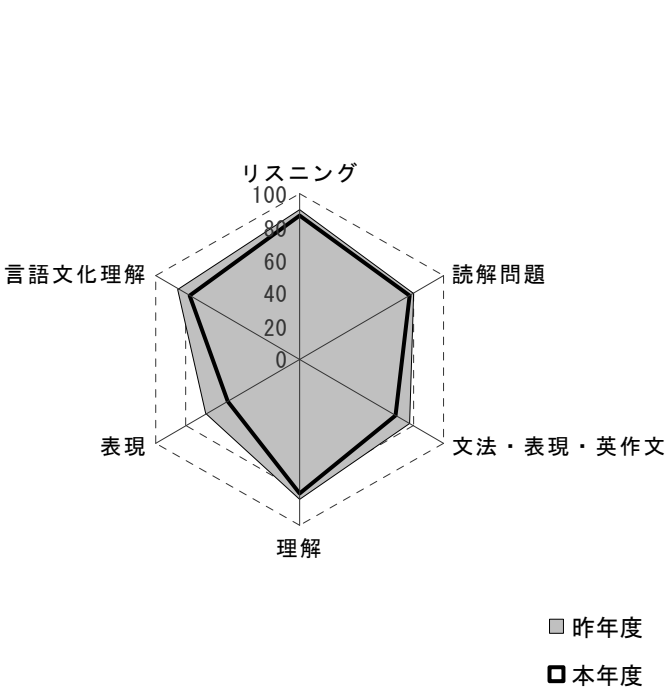 リスニング
100
80
60
40
20
0
言語文化理解
読解問題
表現
文法・表現・英作文
理解
昨年度
本年度